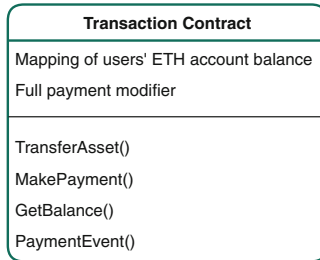 Transaction Contract
Mapping of users' ETH account balance
Full payment modifier
TransferAsset()
MakePayment()
GetBalance()
PaymentEvent()